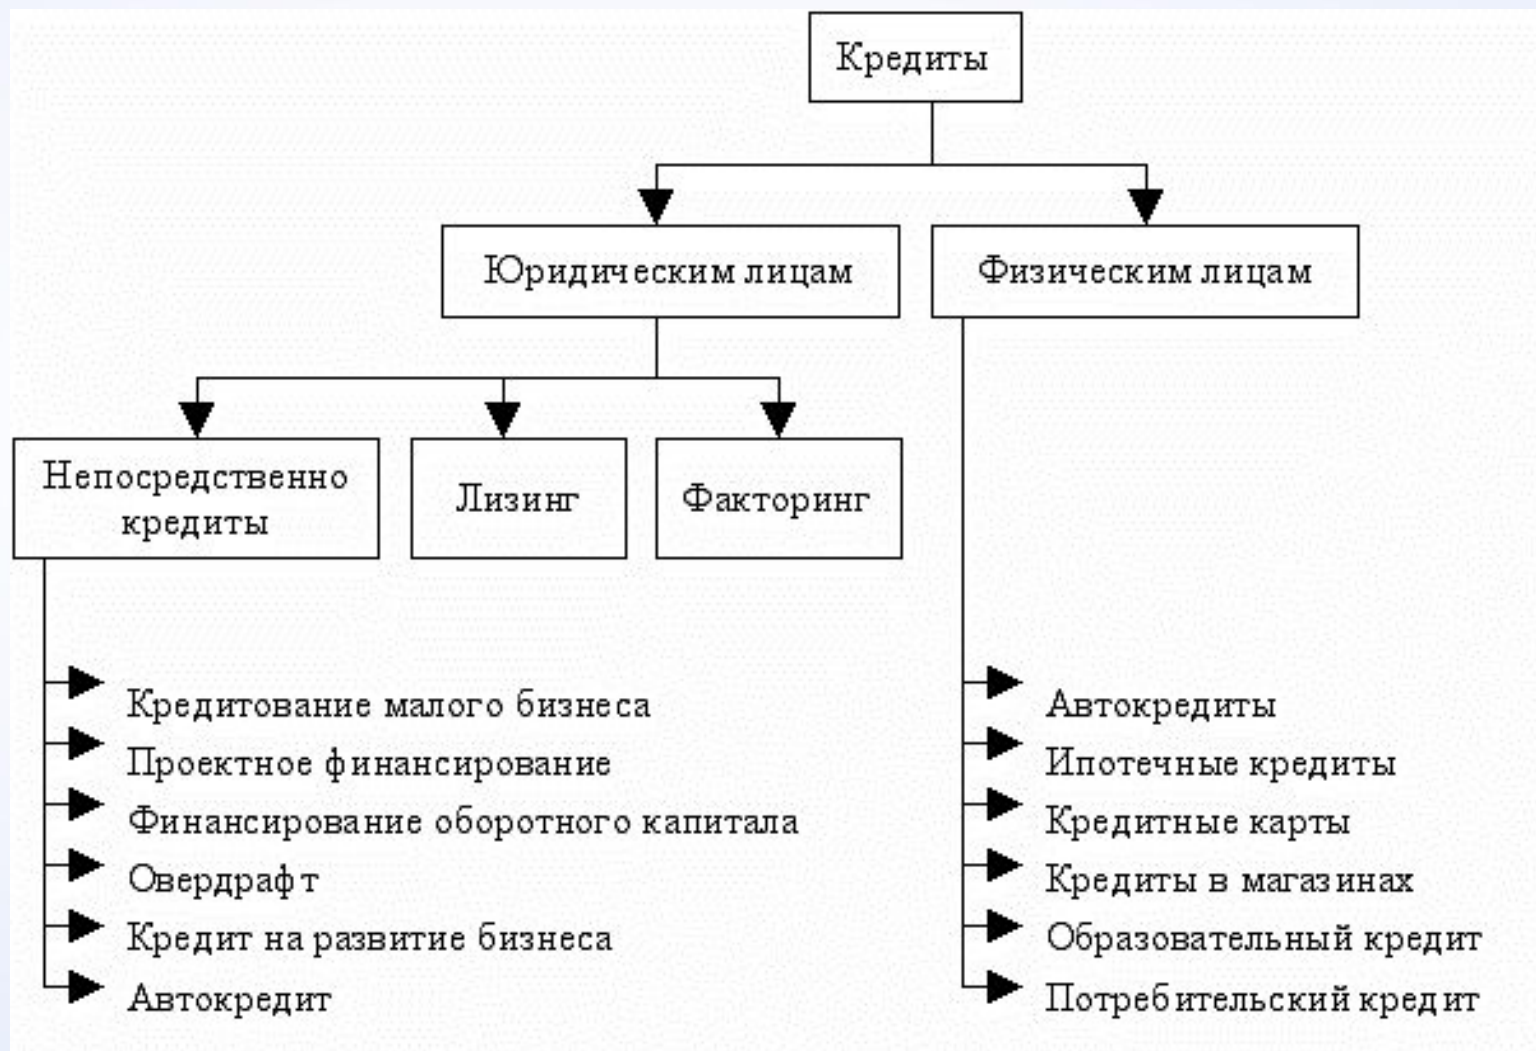 Кредиты
Юридическим лицам
Физическим лицам
Непосредственно
кредиты
Лизинг
Факторинг
Кредитование малого бизнеса
Проектное финансирование
Финансирование оборотного капитала
Овердрафт
Кредит на развитие бизнеса
Автокредит
Автокредиты
Ипотечные кредиты
Кредитные карты
Кредиты в магазинах
Образовательный кредит
Потребительский кредит